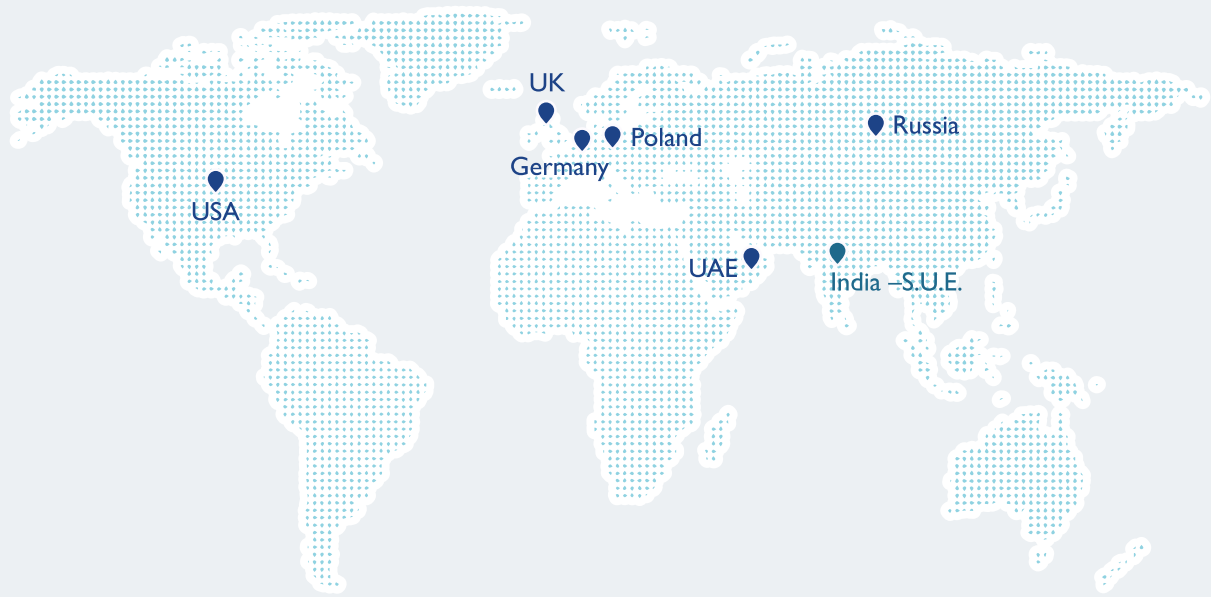 UK
Poland
Russia
Germany
USA
UAE
India –S.U.E.